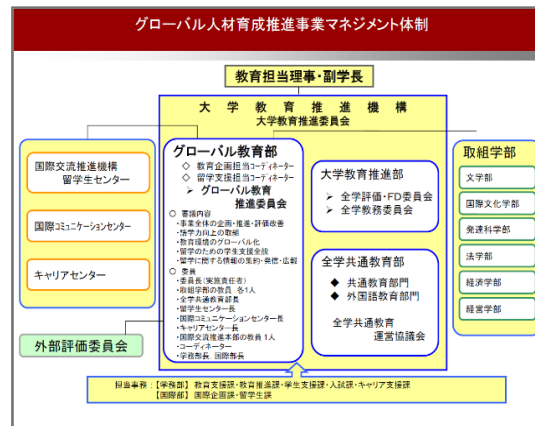 グローバル人材育成推進事業マネジメント体制
教育担当理事・副学長
大学教育推進機構
大学教育推進委員会
国際交流推進機構
留学生センター
国際コミュニケーションセンター
キャリアセンター
外部評価委員会
グローバル教育部
◇ 教育企画担当コーディネーター
◇ 留学支援担当コーディネーター
➢ グローバル教育
推進委員会
○ 審議内容
・事業全体の企画・推進・評価改善
・語学力向上の取組
・教育環境のグローバル化
・留学のための学生支援全般
・留学に関する情報の集約・発信・広報
○ 委員
・委員長(実施責任者)
・取組学部の教員 各1人
・全学共通教育部長
・留学生センター長
・国際コミュニケーションセンター長
・キャリアセンター長
・国際交流推進本部の教員1人
・コーディネーター
・学務部長、国際部長
大学教育推進部
➢ 全学評価・FD委員会
➢ 全学教務委員会
全学共通教育部
◆ 共通教育部門
◆ 外国語教育部門
全学共通教育
運営協議会
取組学部
文学部
国際文化学部
発達科学部
法学部
経済学部
経営学部
担当事務:【学務部】 教育支援課・教育推進課・学生支援課・入試課・キャリア支援課
【国際部】 国際企画課・留学生課